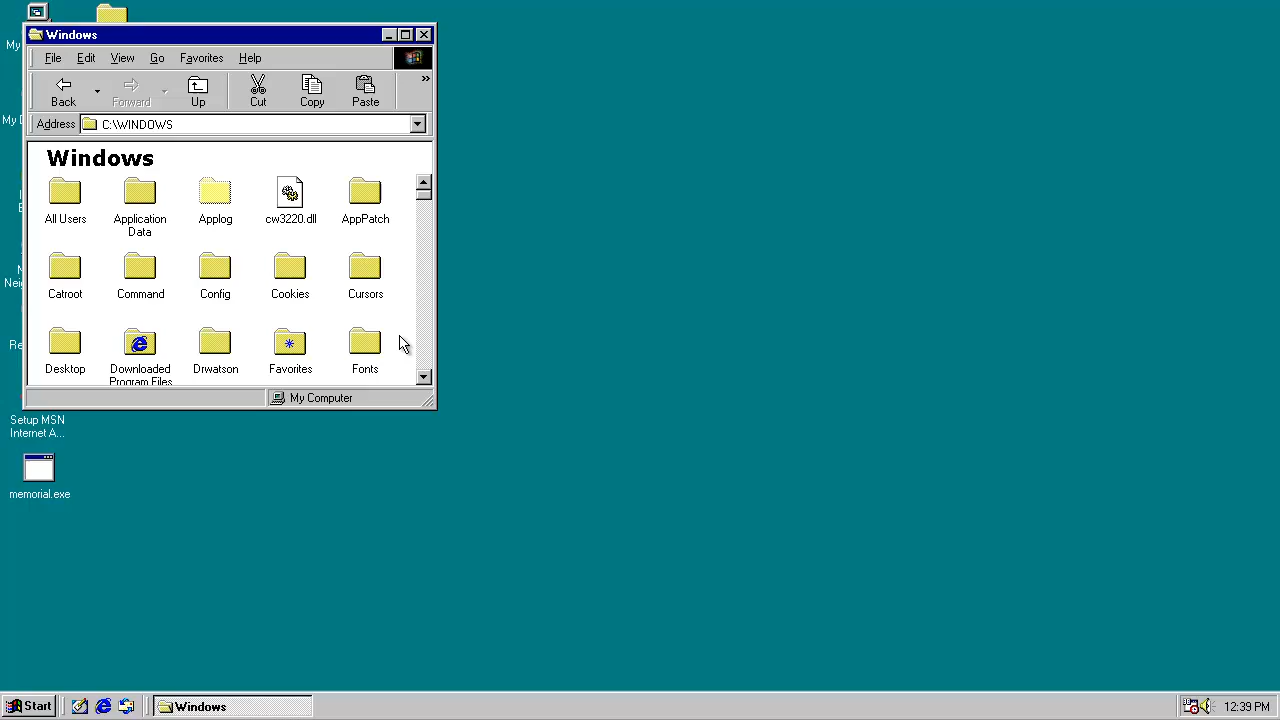 Windows
File Edit View Go Favorites Help
Back Forward Up Cut Copy Paste »
Address C:\WINDOWS
Windows
All Users Application Data Applog cw3220.dll AppPatch
Catroot Command Config Cookies Cursors
Desktop Downloaded Program Files Drwatson Favorites Fonts
My Computer
My
My
Setup MSN
Internet A...
memorial.exe
Start Windows 12:39 PM